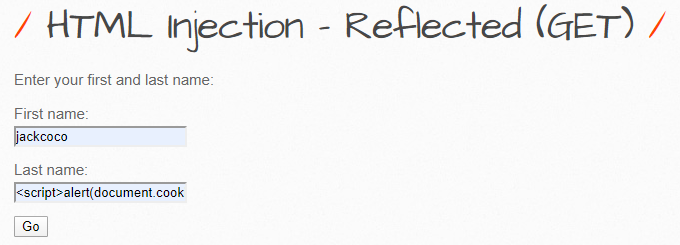 / HTML Injection - Reflected (GET) /
Enter your first and last name:
First name:
jackcoco
Last name:
<script>alert(document.cook
Go